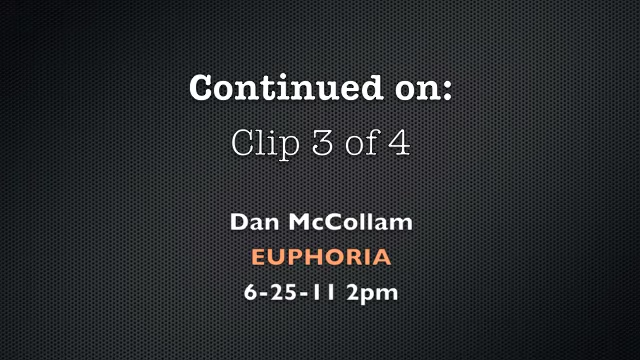 Continued on:
Clip 3 of 4
Dan McCollam
EUPHORIA
6-25-11 2pm